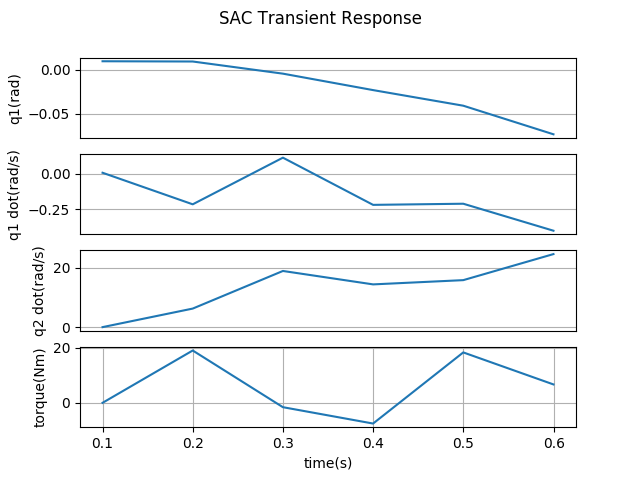 SAC Transient Response
q1(rad)
0.00
−0.05
q1 dot(rad/s)
0.00
−0.25
q2 dot(rad/s)
20
0
torque(Nm)
20
0
0.1 0.2 0.3 0.4 0.5 0.6
time(s)